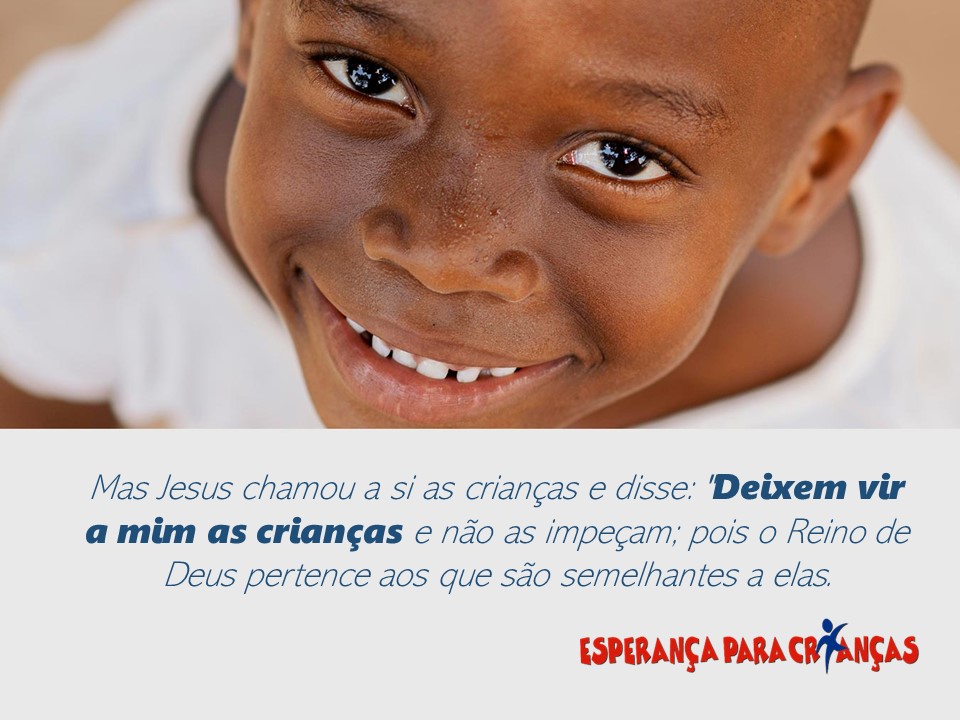 Mas Jesus chamou a si as crianças e disse: "Deixem vir
a mim as crianças e não as impeçam; pois o Reino de
Deus pertence aos que são semelhantes a elas.
ESPERANÇA PARA CRIANÇAS